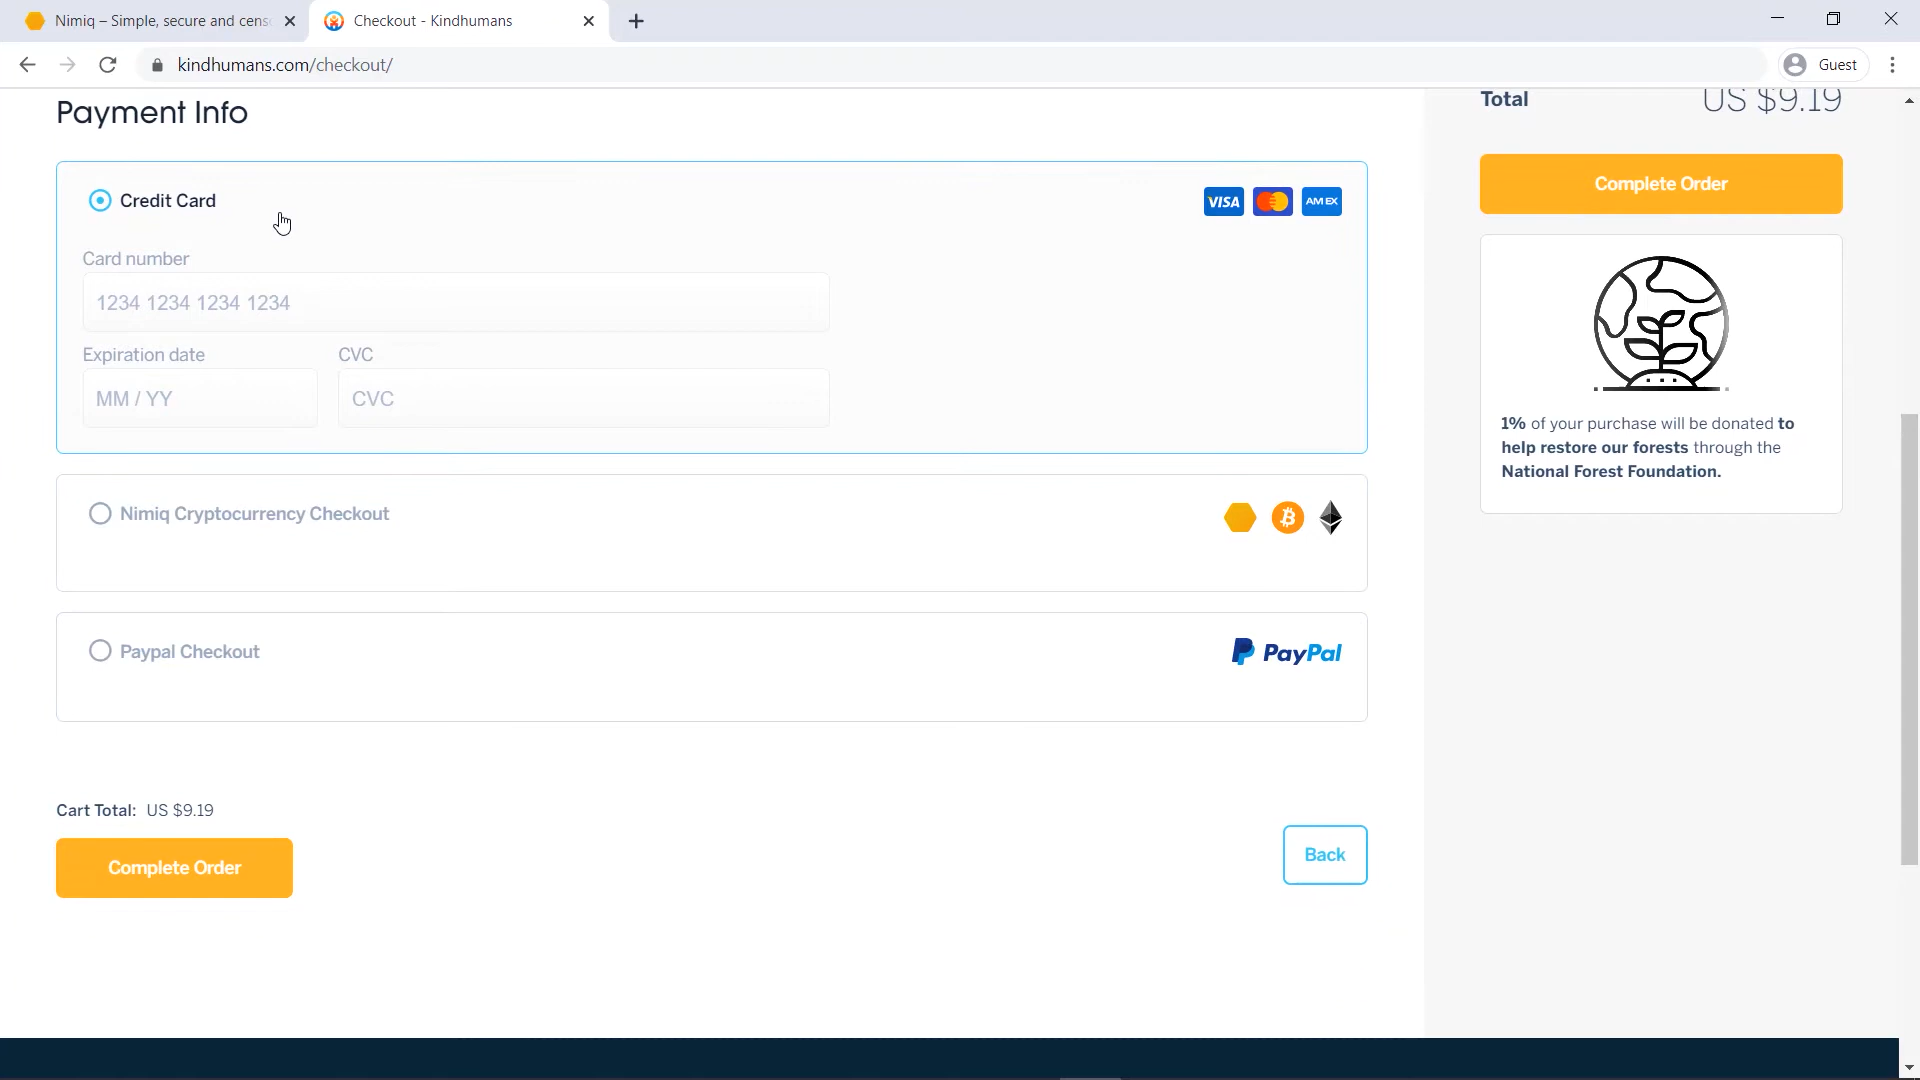 Nimiq – Simple, secure and cens
Checkout - Kindhumans
kindhumans.com/checkout/
Guest
Payment Info
Total US $9.19
Complete Order
Credit Card
VISA
AMEX
Card number
1234 1234 1234 1234
Expiration date
CVC
MM / YY
CVC
1% of your purchase will be donated to
help restore our forests through the
National Forest Foundation.
Nimiq Cryptocurrency Checkout
Paypal Checkout
PayPal
Cart Total: US $9.19
Complete Order
Back